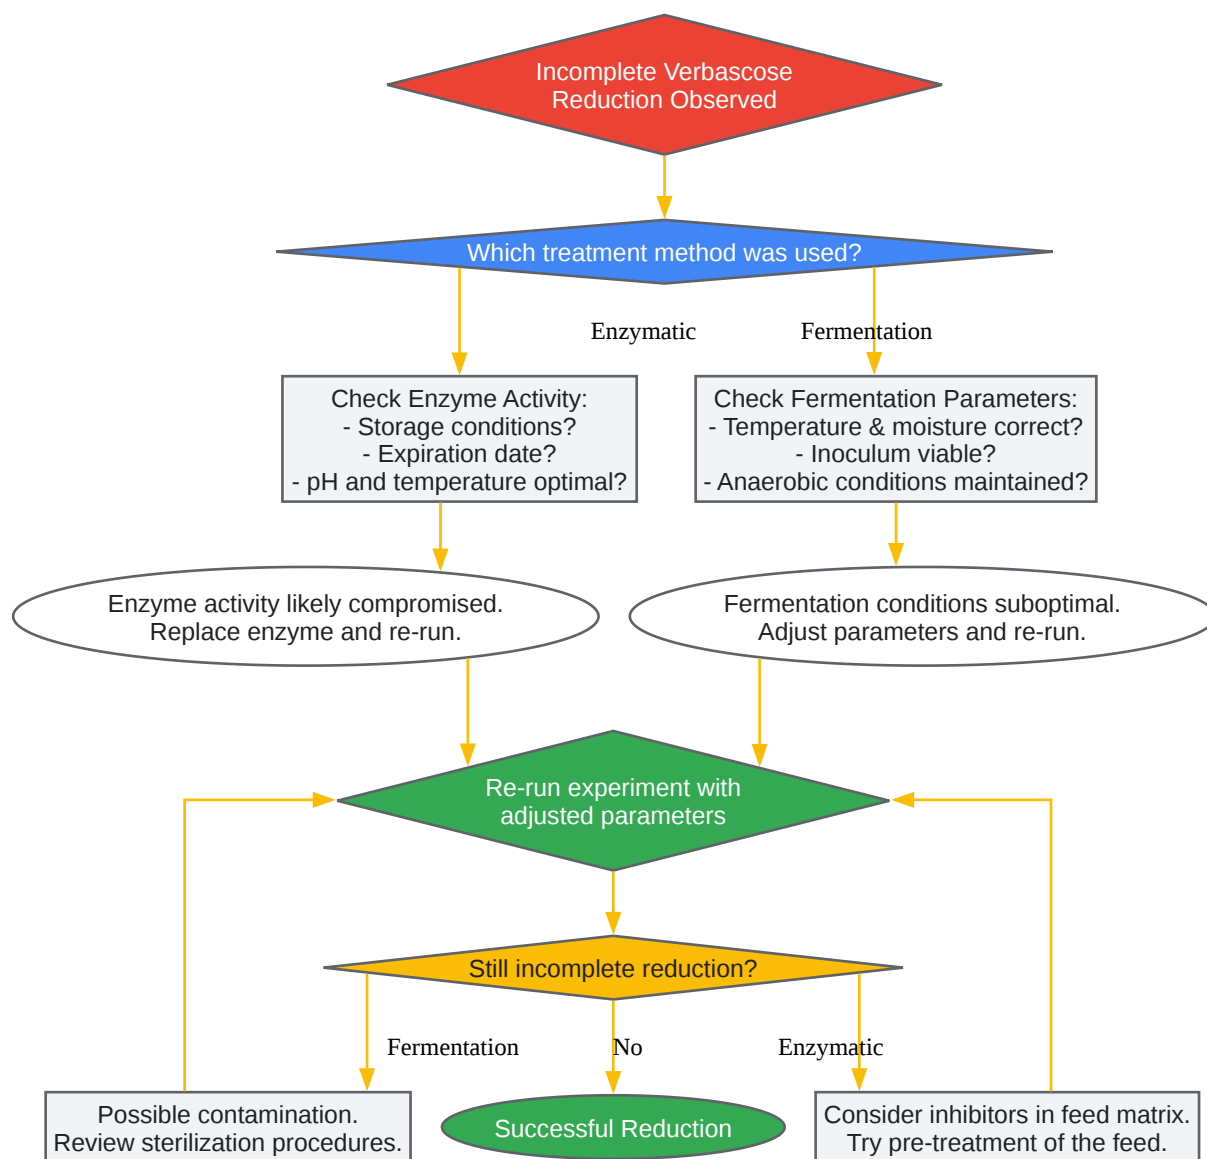 Incomplete Verbascose
Reduction Observed
Which treatment method was used?
Enzymatic
Fermentation
Check Enzyme Activity:
- Storage conditions?
- Expiration date?
- pH and temperature optimal?
Check Fermentation Parameters:
- Temperature & moisture correct?
- Inoculum viable?
- Anaerobic conditions maintained?
Enzyme activity likely compromised.
Replace enzyme and re-run.
Fermentation conditions suboptimal.
Adjust parameters and re-run.
Re-run experiment with
adjusted parameters
Still incomplete reduction?
Fermentation
No
Enzymatic
Possible contamination.
Review sterilization procedures.
Successful Reduction
Consider inhibitors in feed matrix.
Try pre-treatment of the feed.